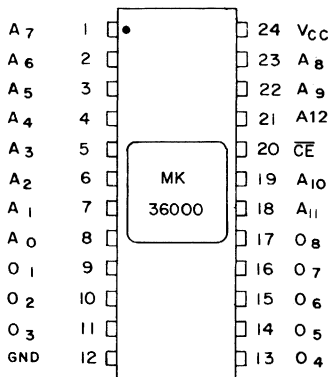 A7 1 24 VCC
A6 2 23 A8
A5 3 22 A9
A4 4 21 A12
A3 5 20 C̅E̅
A2 6 MK 19 A10
A1 7 36000 18 A11
A0 8 17 O8
O1 9 16 O7
O2 10 15 O6
O3 11 14 O5
GND 12 13 O4